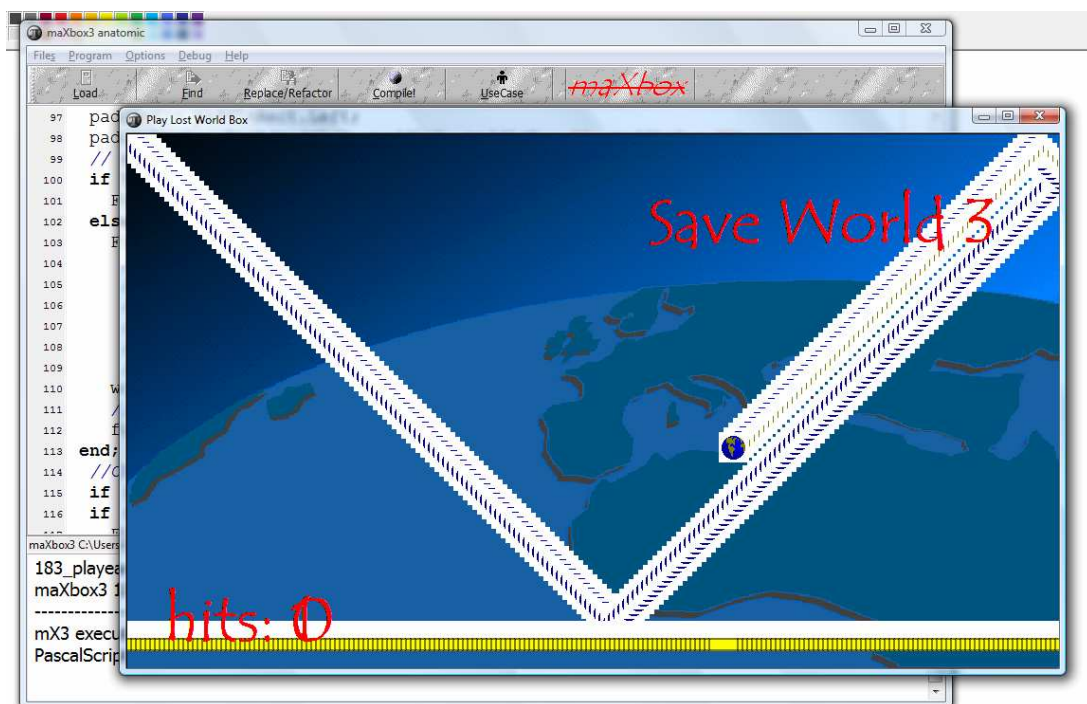 maXbox3 anatomic
Files Program Options Debug Help
Load Find Replace/Refactor Compile! UseCase maXbox
97 pad
98 pad
99 //
100 if
101
102 els
103
104
105
106
107
108
109
110 w
111 /
112 f
113 end;
114 //C
115 if
116 if
Play Lost World Box
Save World 3
hits:
maXbox3 C:\Users
183_playea
maXbox3 1
mX3 execu
PascalScrip